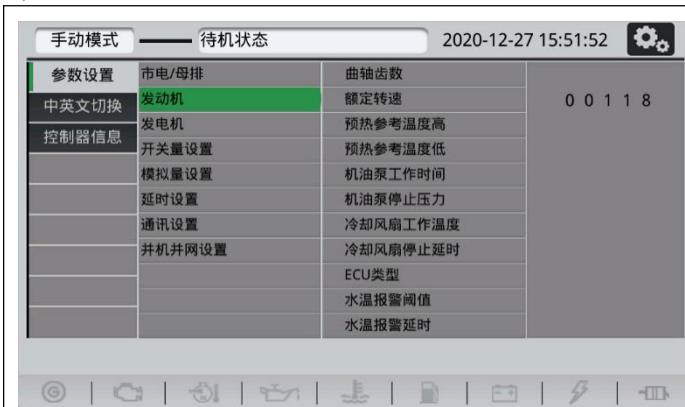 手动模式 待机状态 2020-12-27 15:51:52
参数设置
中英文切换
控制器信息
市电/母排
发动机
发电机
开关量设置
模拟量设置
延时设置
通讯设置
并机并网设置
曲轴齿数
额定转速
预热参考温度高
预热参考温度低
机油泵工作时间
机油泵停止压力
冷却风扇工作温度
冷却风扇停止延时
ECU类型
水温报警阈值
水温报警延时
0 0 1 1 8